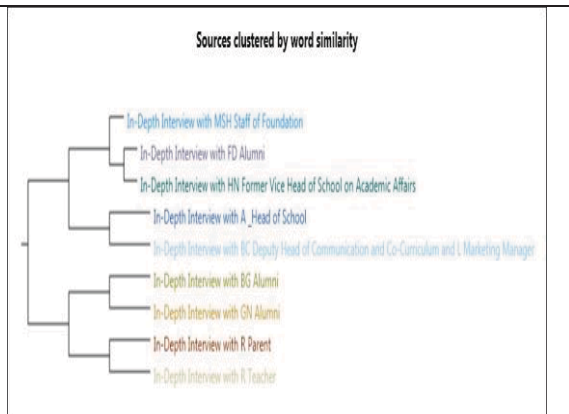 Sources clustered by word similarity
In-Depth Interview with MSH Staff of Foundation
In-Depth Interview with FD Alumni
In-Depth Interview with HN Former Vice Head of School on Academic Affairs
In-Depth Interview with A_Head of School
In-Depth Interview with BC Deputy Head of Communication and Co-Curriculum and L Marketing Manager
In-Depth Interview with BG Alumni
In-Depth Interview with GN Alumni
In-Depth Interview with R Parent
In-Depth Interview with R Teacher